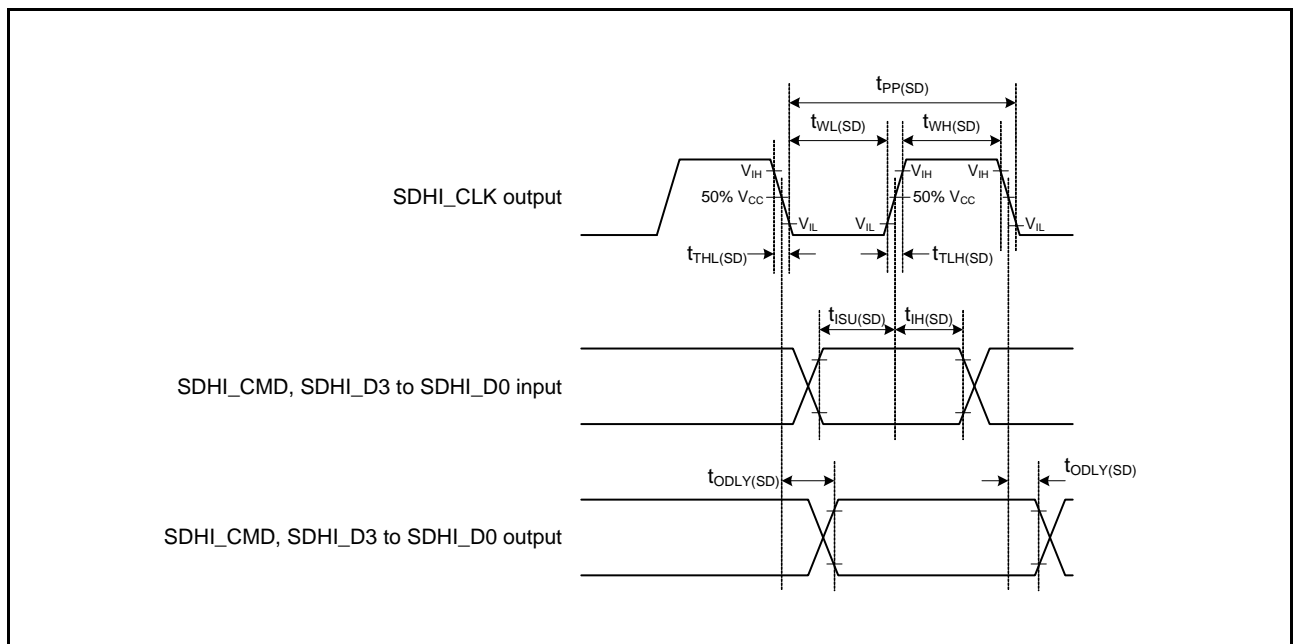 tPP(SD)
tWL(SD) tWH(SD)
VIH VIH VIH
SDHI_CLK output 50% VCC 50% VCC
VIL VIL VIL
tTHL(SD) tTLH(SD)
tISU(SD) tIH(SD)
SDHI_CMD, SDHI_D3 to SDHI_D0 input
tODLY(SD) tODLY(SD)
SDHI_CMD, SDHI_D3 to SDHI_D0 output